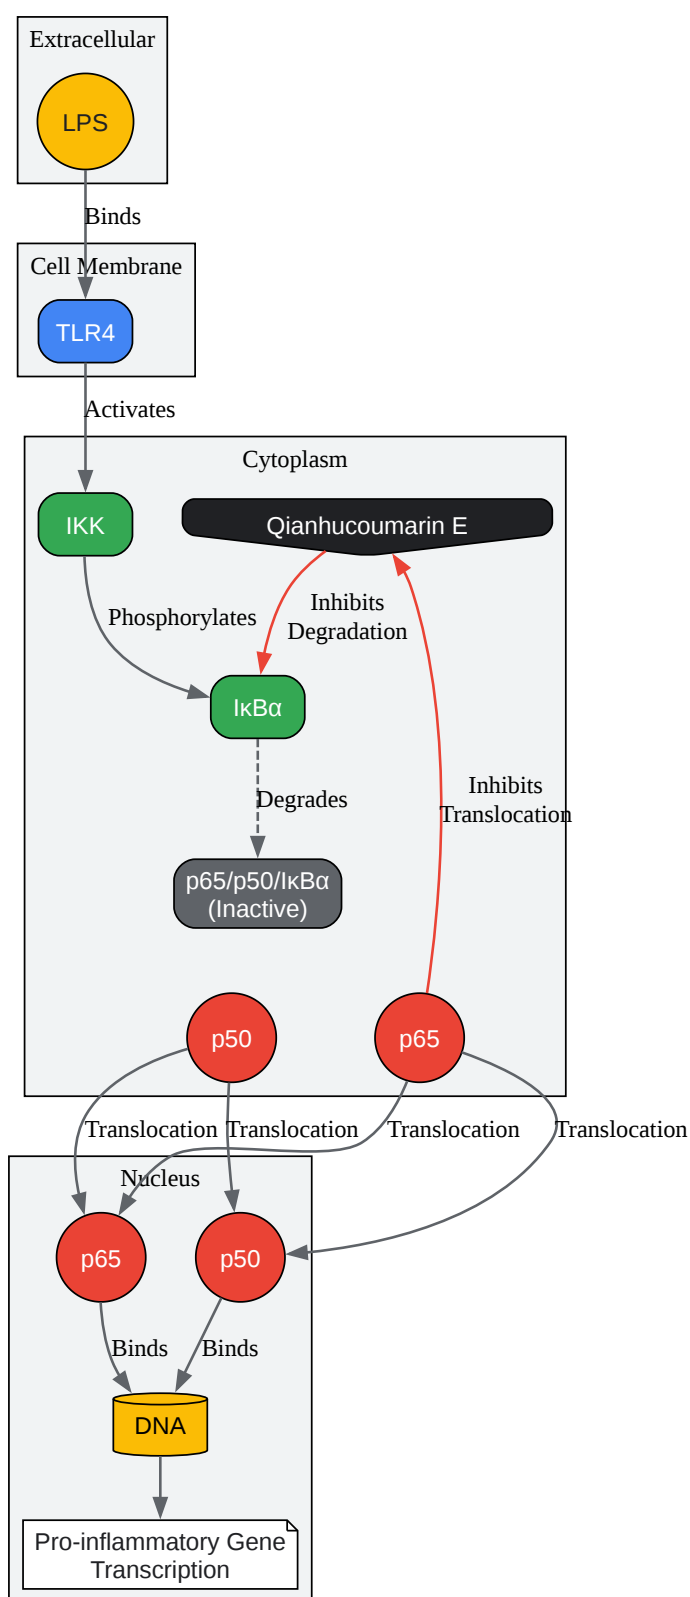 Extracellular
LPS
Binds
Cell Membrane
TLR4
Activates
Cytoplasm
IKK
Qianhucoumarin E
Phosphorylates
Inhibits
Degradation
IκBα
Inhibits
Translocation
Degrades
p65/p50/IκBα
(Inactive)
p50
p65
Translocation
Translocation
Translocation
Translocation
Nucleus
p65
p50
Binds
Binds
DNA
Pro-inflammatory Gene
Transcription